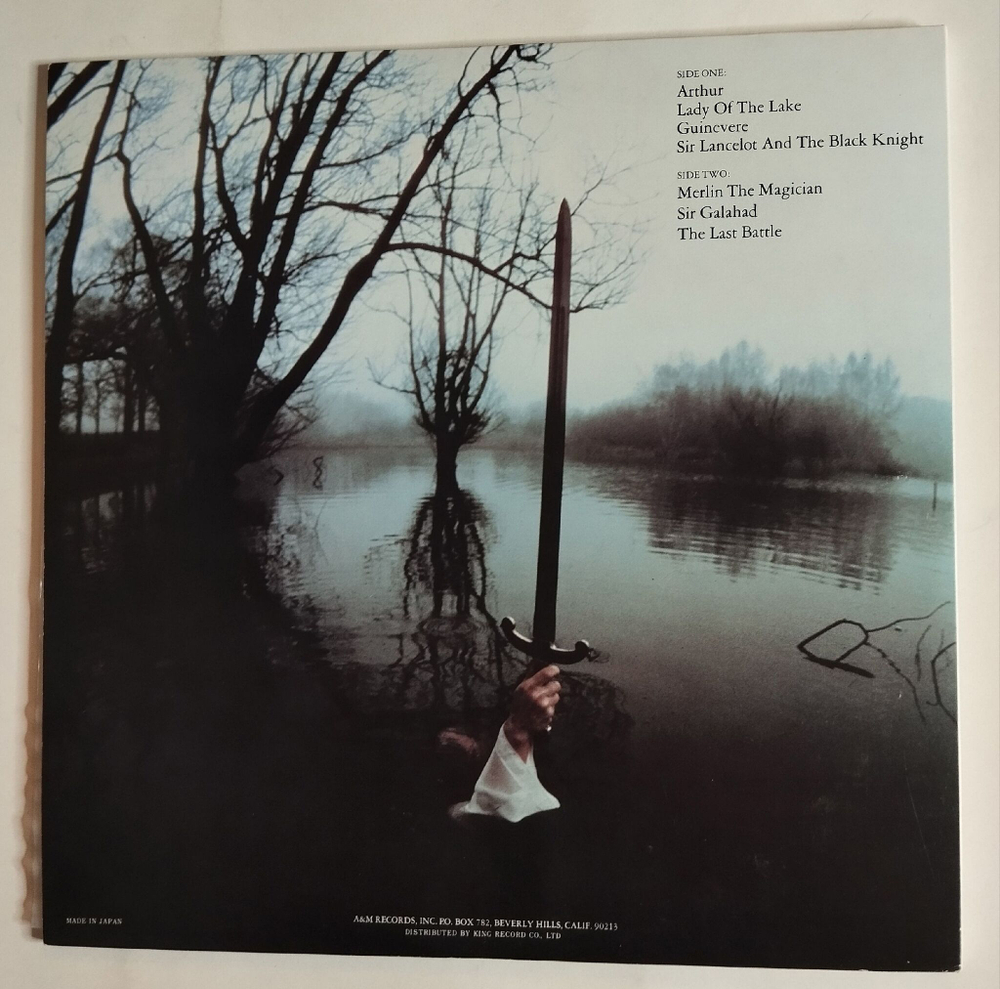 SIDE ONE:
Arthur
Lady Of The Lake
Guinevere
Sir Lancelot And The Black Knight
SIDE TWO:
Merlin The Magician
Sir Galahad
The Last Battle
MADE IN JAPAN
A&M RECORDS, INC. P.O. BOX 782, BEVERLY HILLS, CALIF. 90213
DISTRIBUTED BY KING RECORD CO., LTD